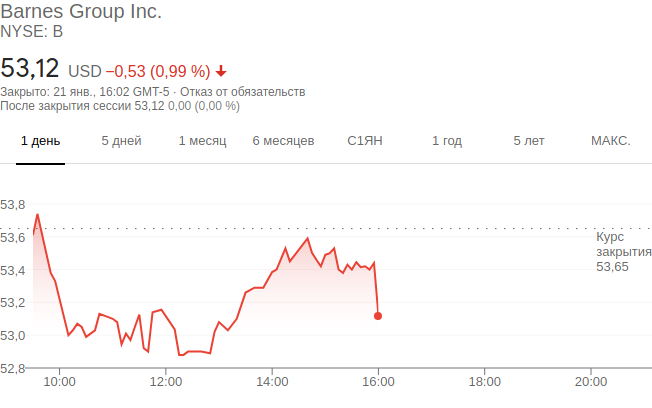 Barnes Group Inc.
NYSE: B
53,12 USD −0,53 (0,99 %)
Закрыто: 21 янв., 16:02 GMT-5 · Отказ от обязательств
После закрытия сессии 53,12 0,00 (0,00 %)
1 день 5 дней 1 месяц 6 месяцев С1ЯН 1 год 5 лет МАКС.
53,8
53,6
Курс
закрытия
53,65
53,4
53,2
53,0
52,8
10:00 12:00 14:00 16:00 18:00 20:00